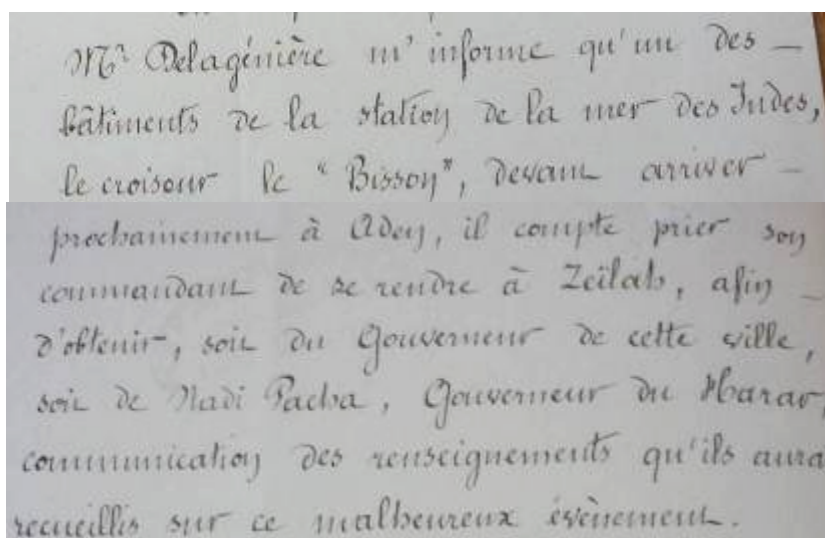 Mr Delagénière m'informe qu'un des
bâtiments de la station de la mer des Indes,
le croiseur le "Bisson", devant arriver
prochainement à Aden, il compte prier son
commandant de se rendre à Zeïlah, afin
d'obtenir, soit du Gouverneur de cette ville,
soit de Nadi Pacha, Gouverneur du Harar,
communication des renseignements qu'ils aura
recueillis sur ce malheureux évènement.